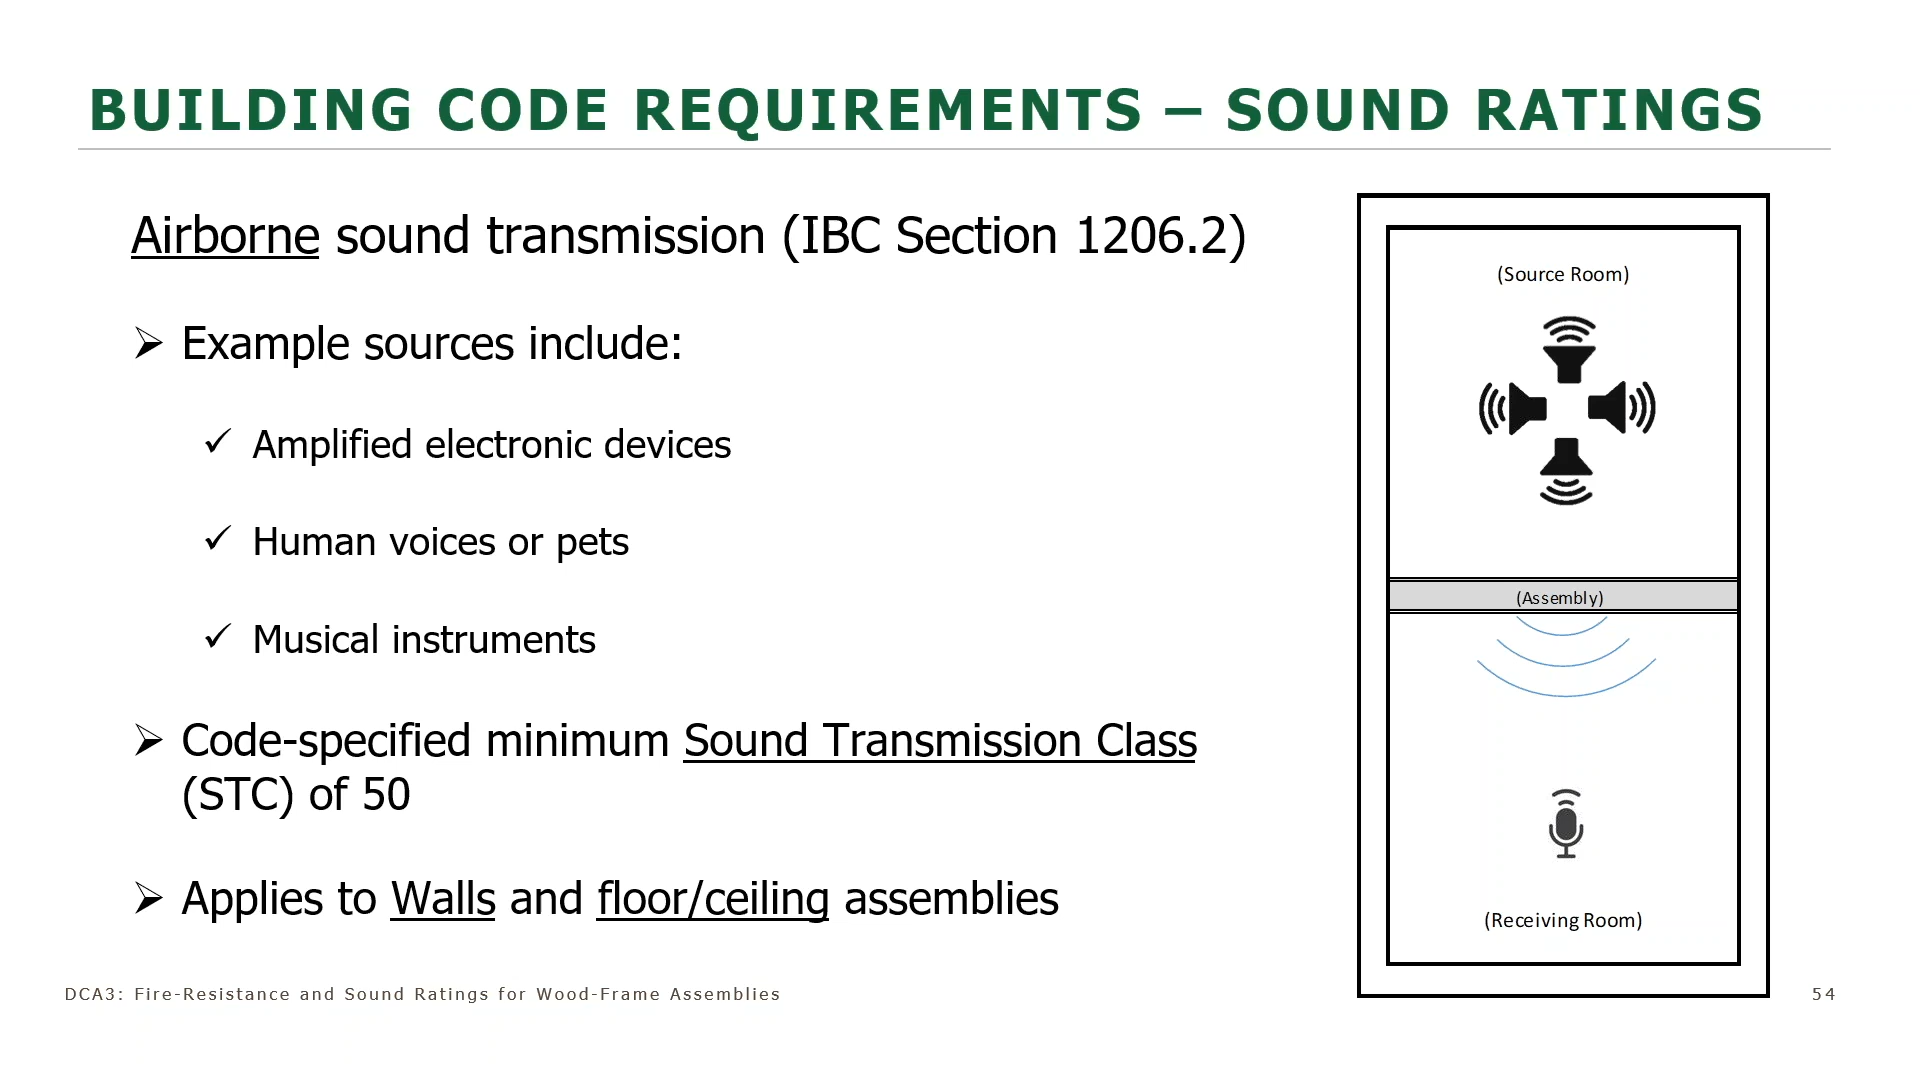 BUILDING CODE REQUIREMENTS – SOUND RATINGS
Airborne sound transmission (IBC Section 1206.2)
Example sources include:
Amplified electronic devices
Human voices or pets
Musical instruments
Code-specified minimum Sound Transmission Class
(STC) of 50
Applies to Walls and floor/ceiling assemblies
(Source Room)
(Assembly)
(Receiving Room)
DCA3: Fire-Resistance and Sound Ratings for Wood-Frame Assemblies
54